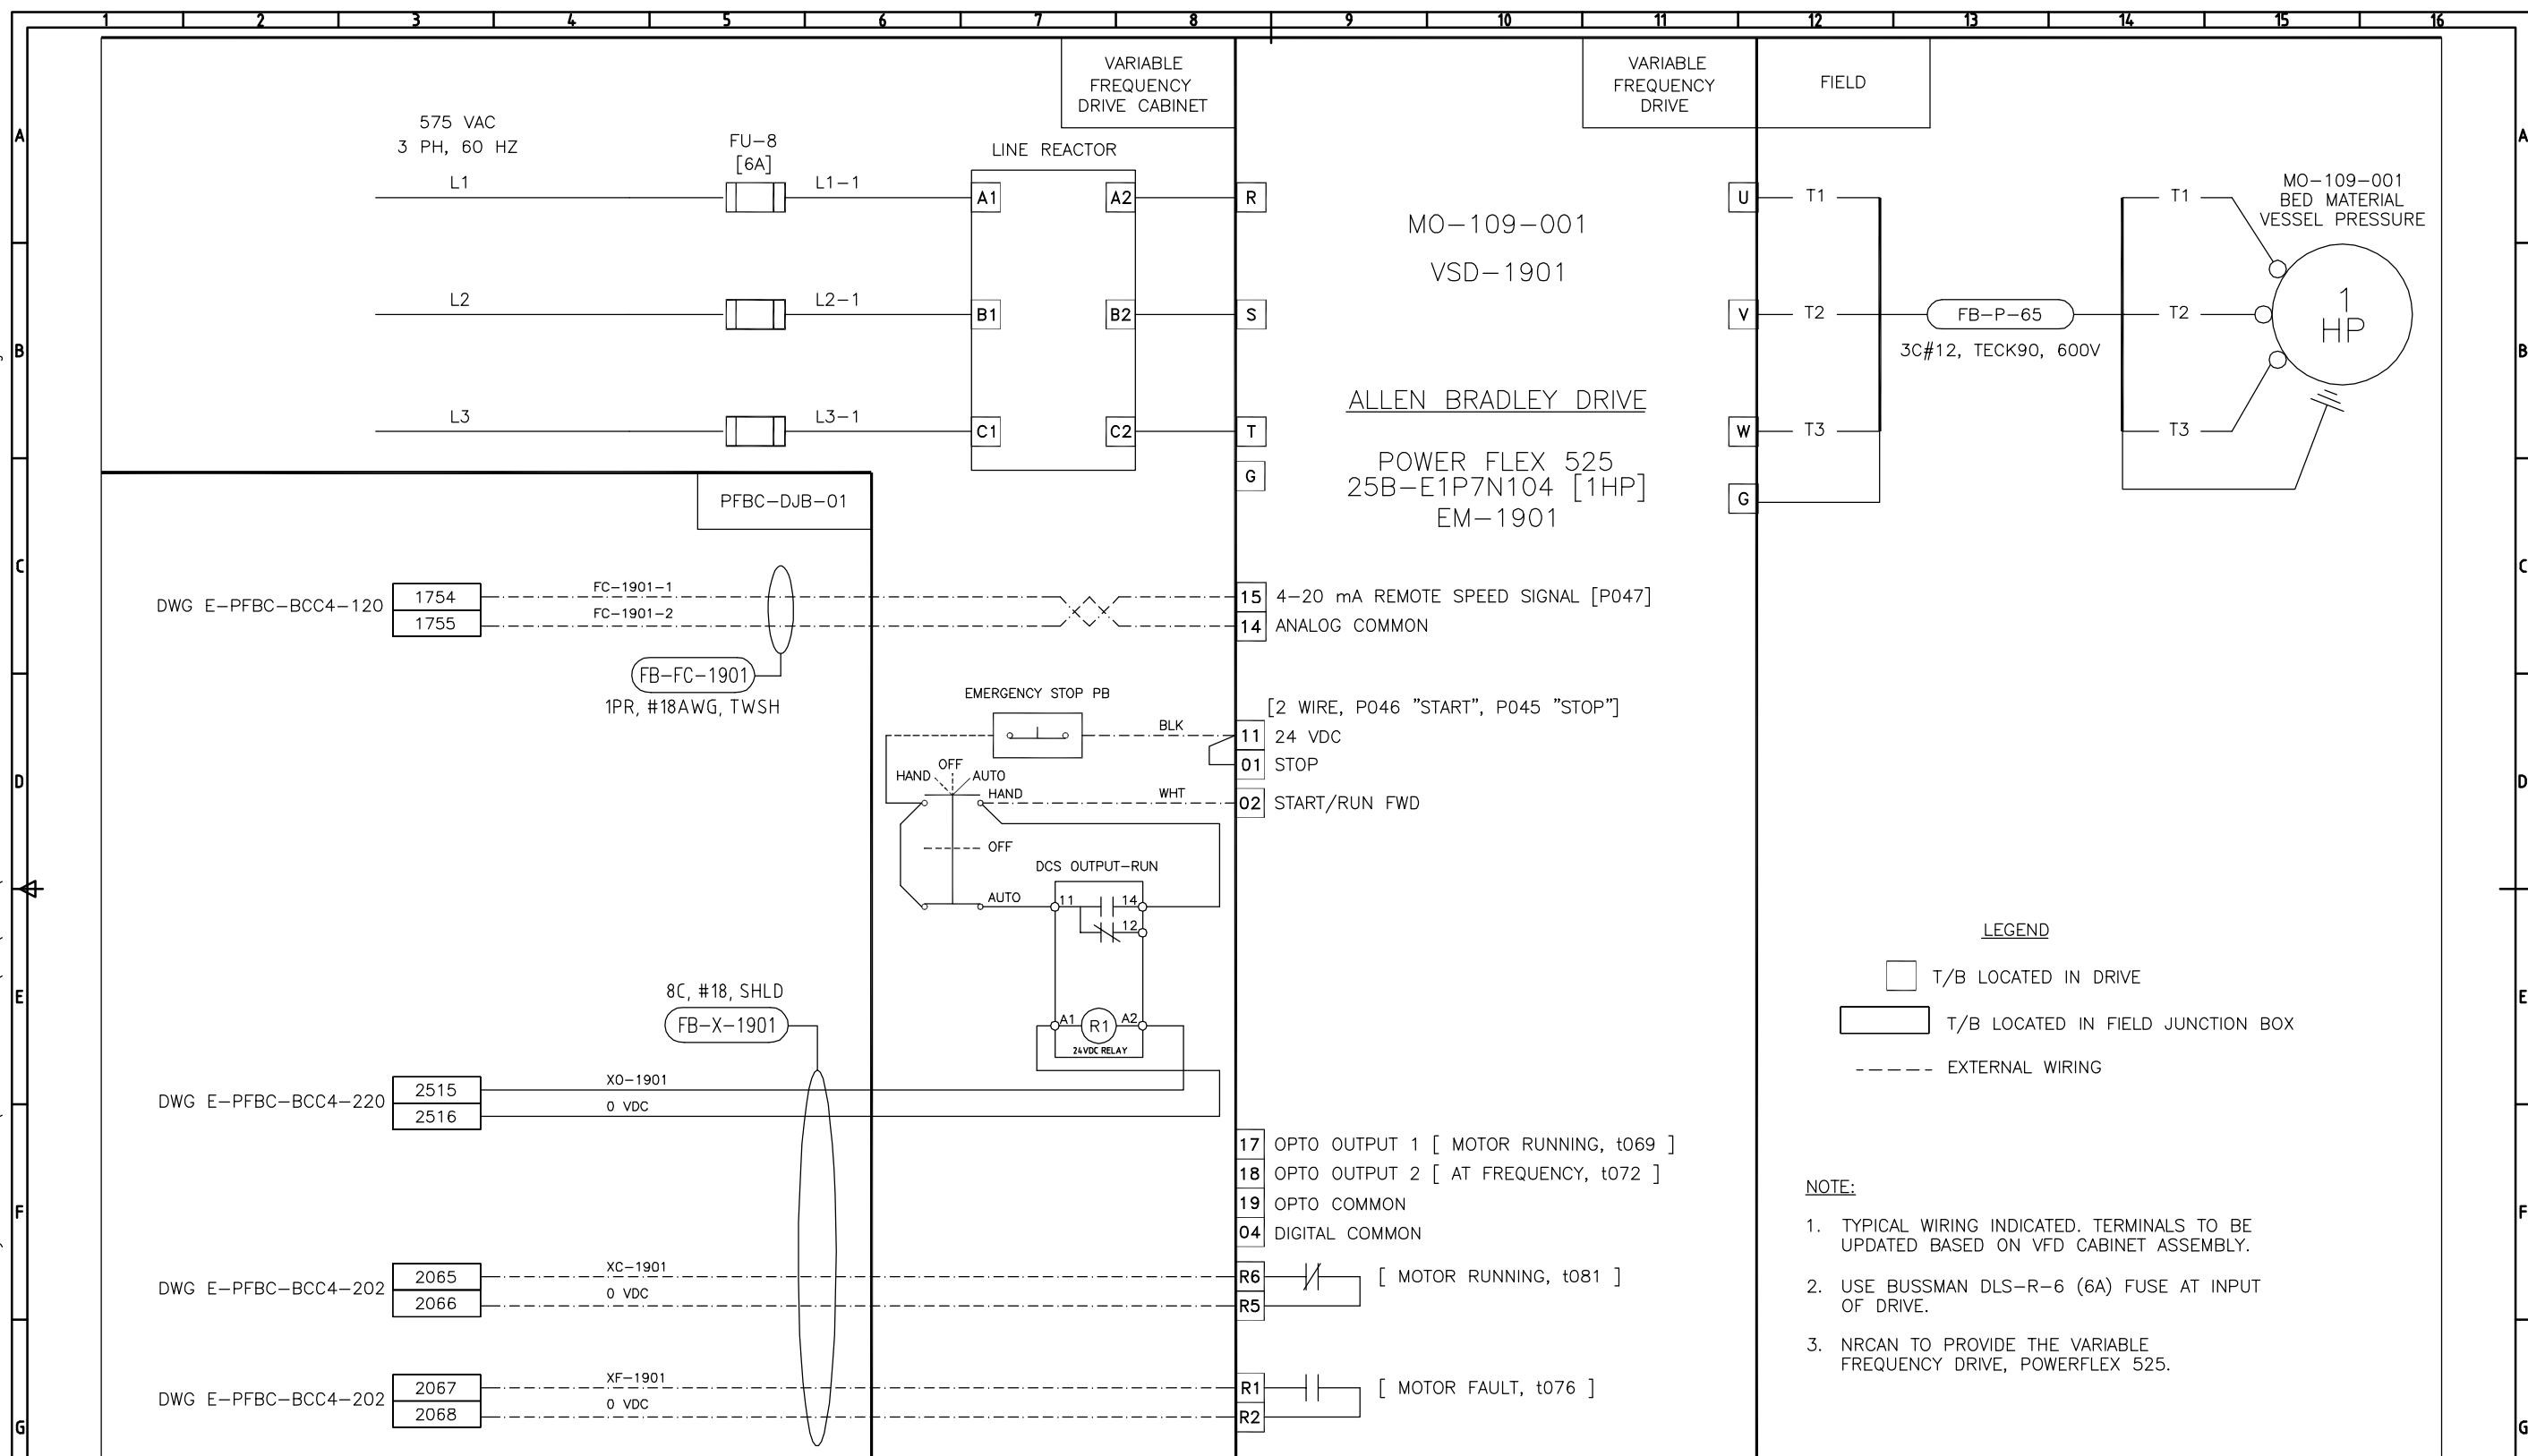 1 2 3 4 5 6 7 8 9 10 11 12 13 14 15 16
VARIABLE
FREQUENCY
DRIVE CABINET
VARIABLE
FREQUENCY
DRIVE
FIELD
A
A
575 VAC
3 PH, 60 HZ
FU-8
[6A]
LINE REACTOR
L1
L1-1
A1
A2
R
U
T1
T1
MO-109-001
BED MATERIAL
VESSEL PRESSURE
MO-109-001
VSD-1901
L2
L2-1
B1
B2
S
V
T2
FB-P-65
3C#12, TECK90, 600V
T2
1
HP
B
B
ALLEN BRADLEY DRIVE
L3
L3-1
C1
C2
T
W
T3
T3
POWER FLEX 525
25B-E1P7N104 [1HP]
EM-1901
G
G
PFBC-DJB-01
C
C
DWG E-PFBC-BCC4-120
1754
1755
FC-1901-1
FC-1901-2
15
4-20 mA REMOTE SPEED SIGNAL [P047]
14
ANALOG COMMON
FB-FC-1901
1PR, #18AWG, TWSH
EMERGENCY STOP PB
[2 WIRE, P046 "START", P045 "STOP"]
BLK
11
24 VDC
01
STOP
D
D
HAND
OFF
AUTO
HAND
WHT
02
START/RUN FWD
OFF
DCS OUTPUT-RUN
AUTO
11
14
12
LEGEND
T/B LOCATED IN DRIVE
T/B LOCATED IN FIELD JUNCTION BOX
EXTERNAL WIRING
E
E
8C, #18, SHLD
FB-X-1901
A1
R1
A2
24VDC RELAY
DWG E-PFBC-BCC4-220
2515
2516
XO-1901
0 VDC
17
OPTO OUTPUT 1 [ MOTOR RUNNING, t069 ]
18
OPTO OUTPUT 2 [ AT FREQUENCY, t072 ]
19
OPTO COMMON
04
DIGITAL COMMON
F
F
NOTE:
1. TYPICAL WIRING INDICATED. TERMINALS TO BE
UPDATED BASED ON VFD CABINET ASSEMBLY.
2. USE BUSSMAN DLS-R-6 (6A) FUSE AT INPUT
OF DRIVE.
3. NRCAN TO PROVIDE THE VARIABLE
FREQUENCY DRIVE, POWERFLEX 525.
DWG E-PFBC-BCC4-202
2065
2066
XC-1901
0 VDC
R6
R5
[ MOTOR RUNNING, t081 ]
DWG E-PFBC-BCC4-202
2067
2068
XF-1901
0 VDC
R1
R2
[ MOTOR FAULT, t076 ]
G
G